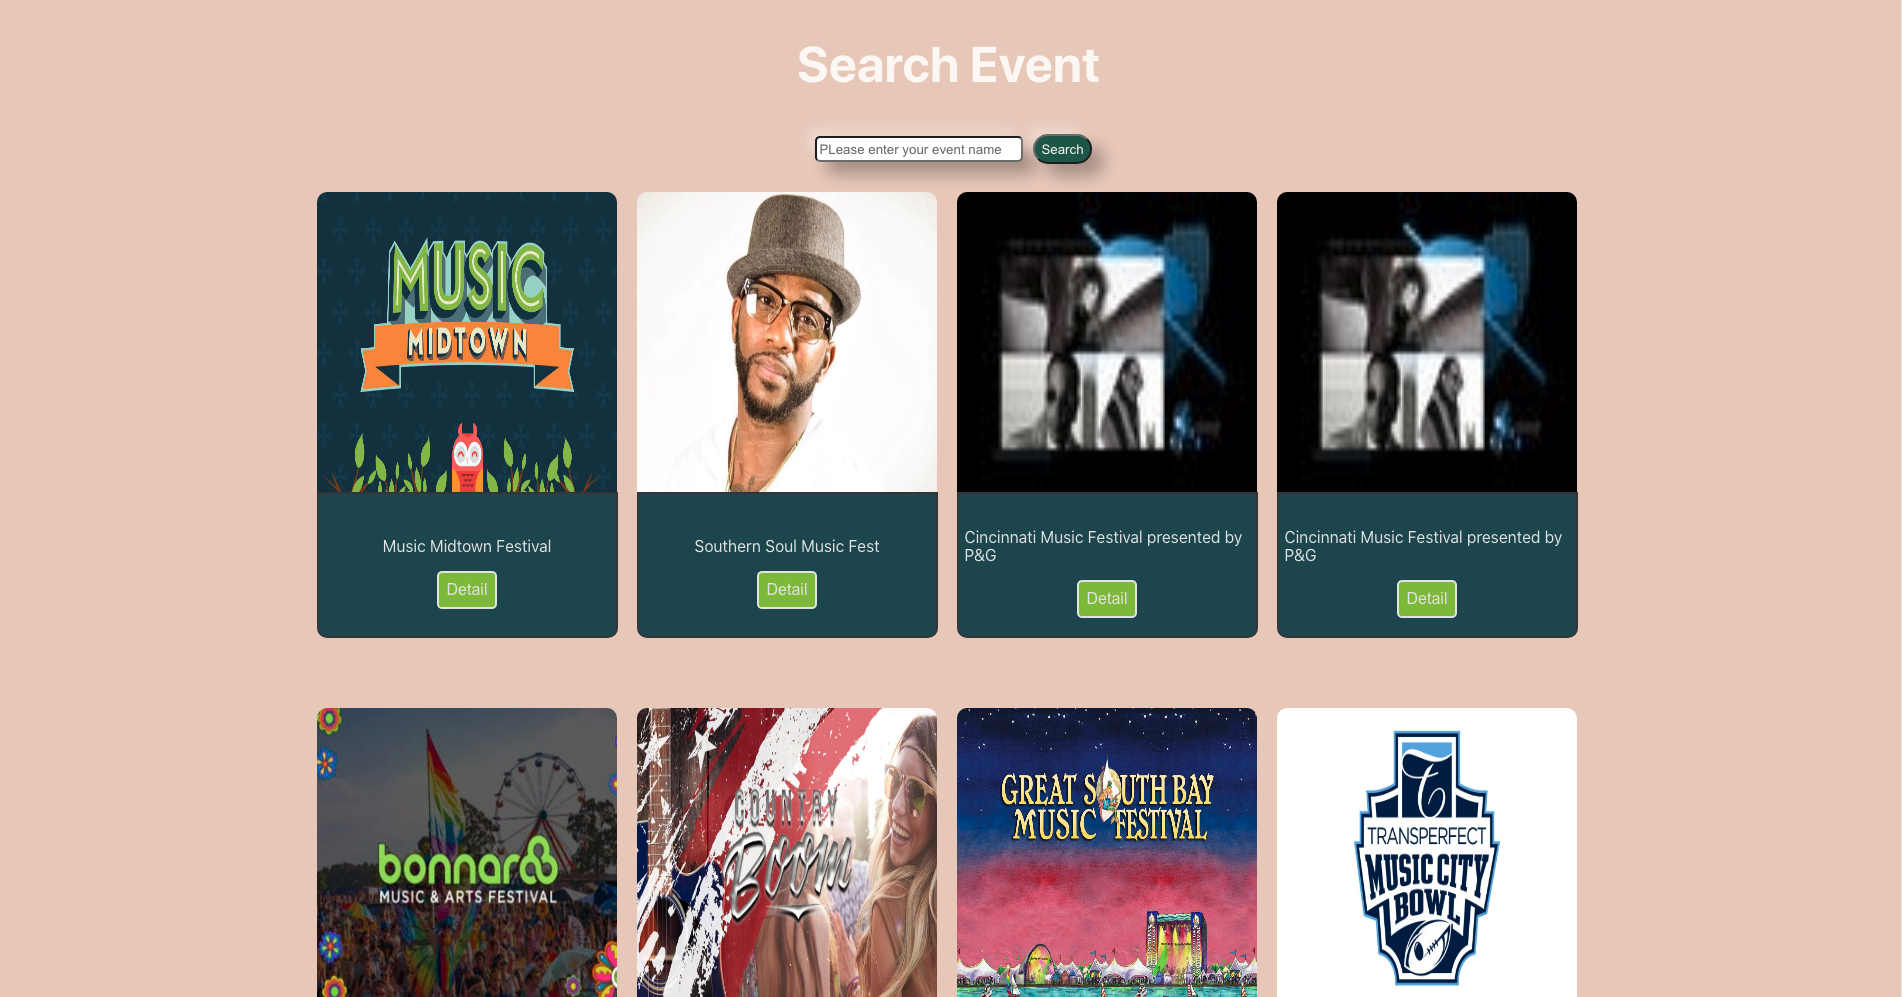 Search Event
PLease enter your event name
Search
MUSIC
MIDTOWN
Music Midtown Festival
Detail
Southern Soul Music Fest
Detail
Cincinnati Music Festival presented by
P&G
Detail
Cincinnati Music Festival presented by
P&G
Detail
bonnaroo
MUSIC & ARTS FESTIVAL
COUNTRY
Boom
GREAT SOUTH BAY
MUSIC FESTIVAL
TRANSPERFECT
MUSIC CITY
BOWL